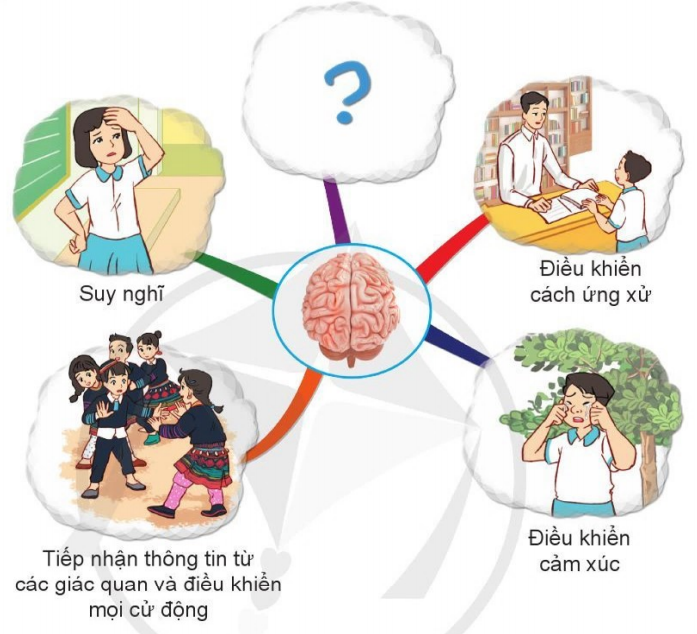 ?
Suy nghĩ
Điều khiển
cách ứng xử
Tiếp nhận thông tin từ
các giác quan và điều khiển
mọi cử động
Điều khiển
cảm xúc